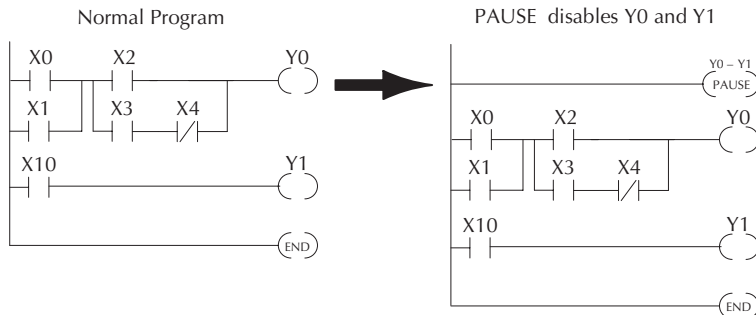 Normal Program
X0 X2 Y0
X1 X3 X4
X10 Y1
END
PAUSE disables Y0 and Y1
Y0 – Y1
PAUSE
X0 X2 Y0
X1 X3 X4
X10 Y1
END